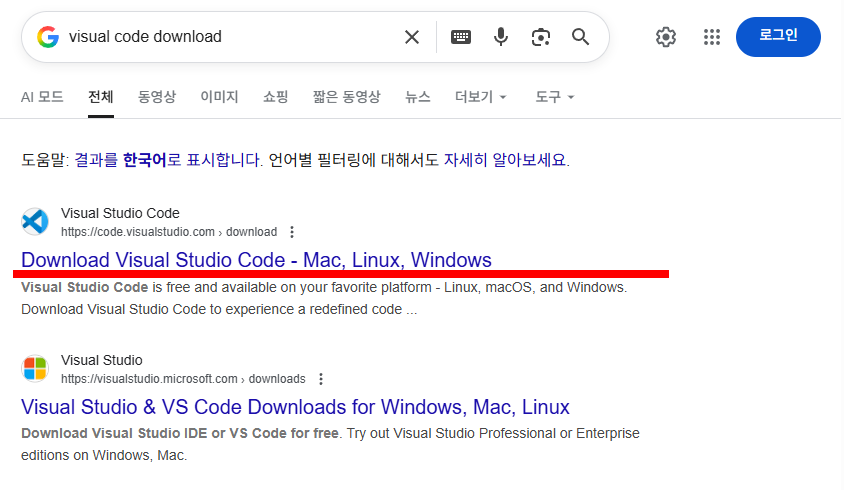 visual code download
로그인
AI 모드 전체 동영상 이미지 쇼핑 짧은 동영상 뉴스 더보기 도구
도움말: 결과를 한국어로 표시합니다. 언어별 필터링에 대해서도 자세히 알아보세요.
Visual Studio Code
https://code.visualstudio.com › download
Download Visual Studio Code - Mac, Linux, Windows
Visual Studio Code is free and available on your favorite platform - Linux, macOS, and Windows.
Download Visual Studio Code to experience a redefined code ...
Visual Studio
https://visualstudio.microsoft.com › downloads
Visual Studio & VS Code Downloads for Windows, Mac, Linux
Download Visual Studio IDE or VS Code for free. Try out Visual Studio Professional or Enterprise
editions on Windows, Mac.